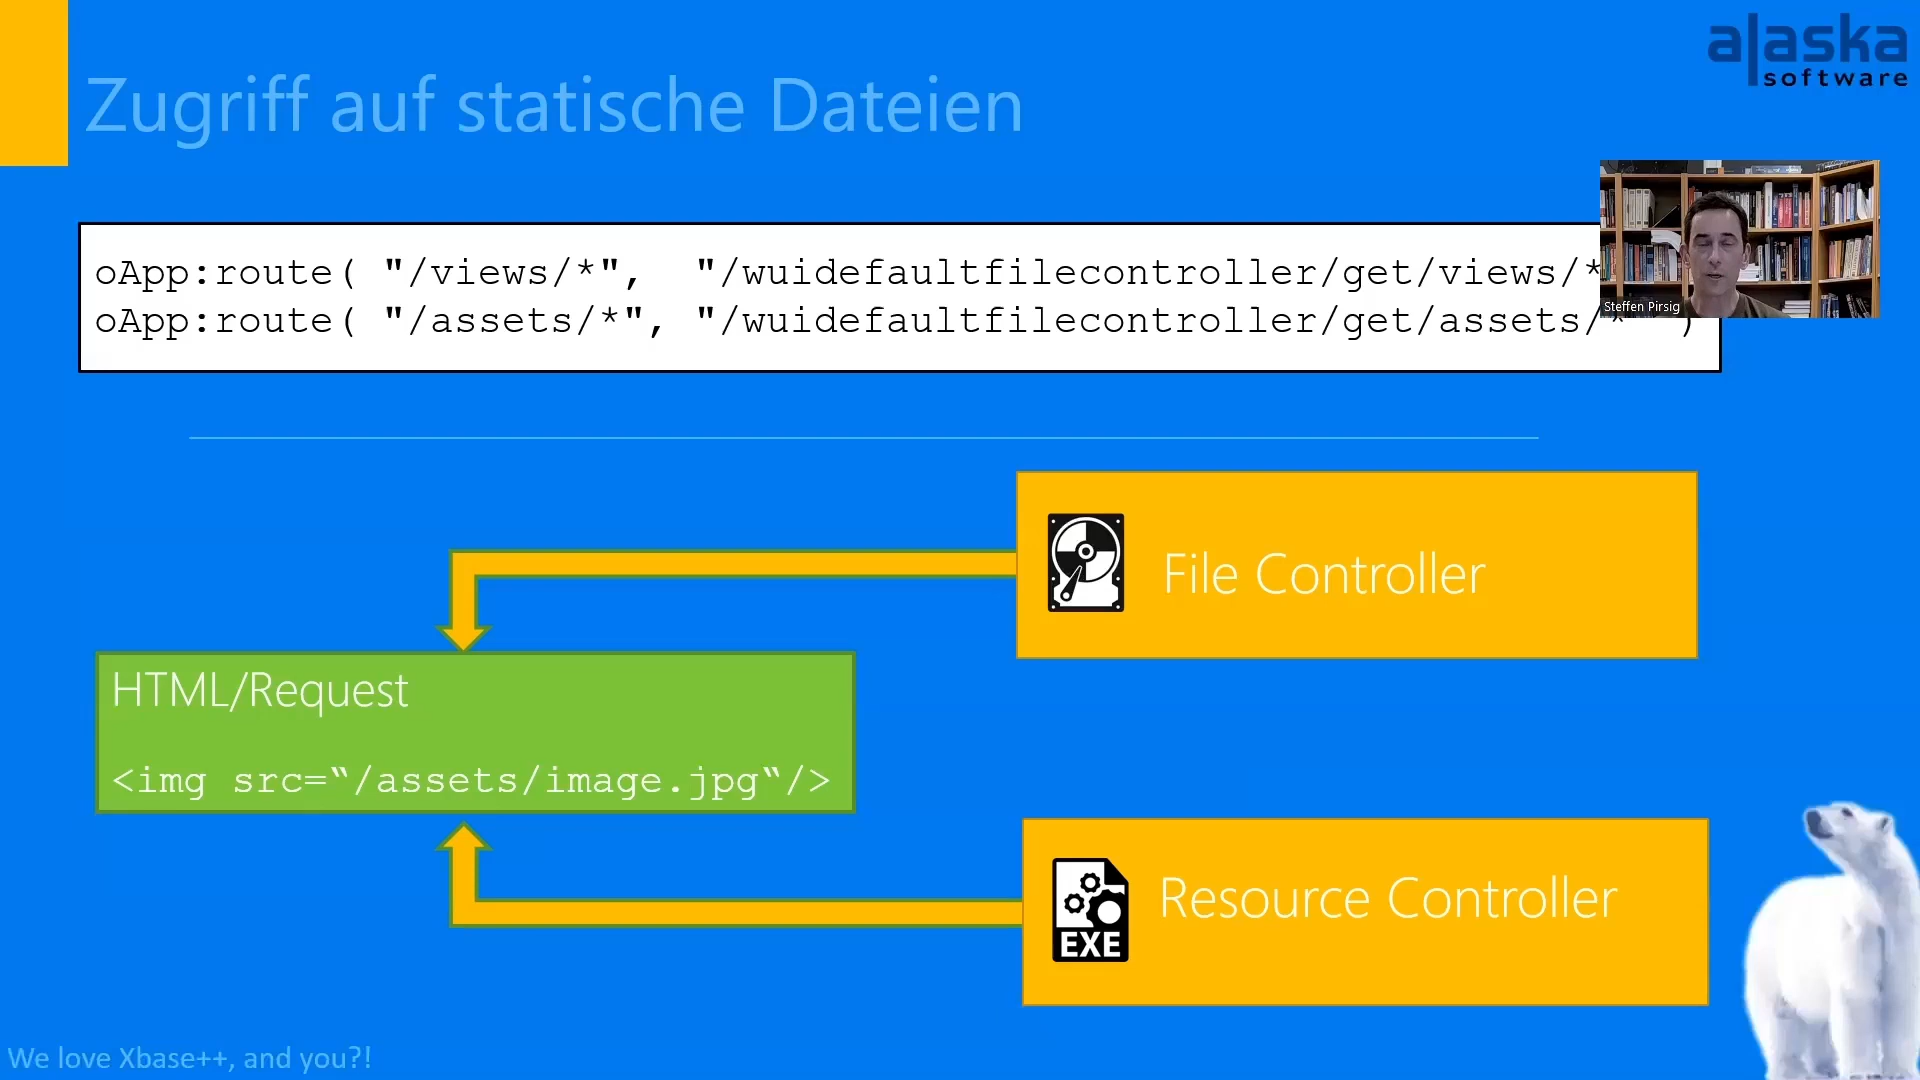 alaska
software
Zugriff auf statische Dateien
oApp:route( "/views/*", "/wuidefaultfilecontroller/get/views/*
oApp:route( "/assets/*", "/wuidefaultfilecontroller/get/assets/*" )
Steffen Pirsig
File Controller
HTML/Request
<img src=“/assets/image.jpg“/>
EXE
Resource Controller
We love Xbase++, and you?!